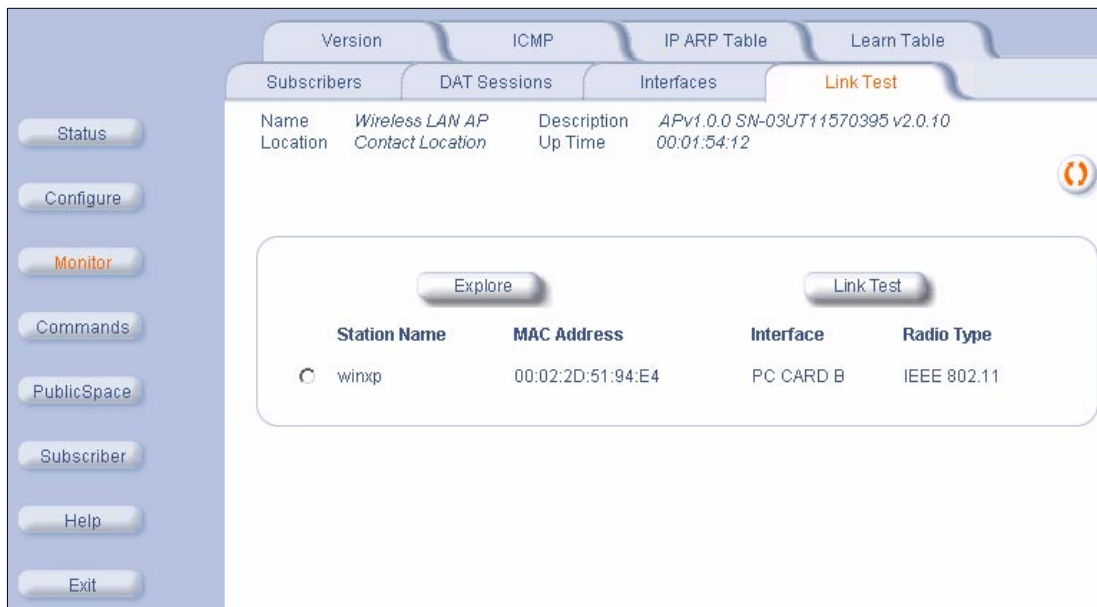 Version ICMP IP ARP Table Learn Table
Subscribers DAT Sessions Interfaces Link Test
Name Wireless LAN AP Description APv1.0.0 SN-03UT11570395 v2.0.10
Location Contact Location Up Time 00:01:54:12
Status
Configure
Monitor
Commands
PublicSpace
Subscriber
Help
Exit
Explore Link Test
Station Name MAC Address Interface Radio Type
winxp 00:02:2D:51:94:E4 PC CARD B IEEE 802.11